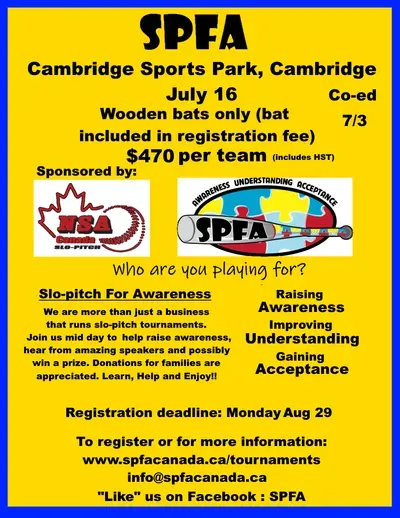 SPFA
Cambridge Sports Park, Cambridge
July 16
Co-ed
7/3
Wooden bats only (bat
included in registration fee)
$470 per team (includes HST)
Sponsored by:
NSA
Canada
SLO-PITCH
AWARENESS UNDERSTANDING ACCEPTANCE
SPFA
Who are you playing for?
Slo-pitch For Awareness
We are more than just a business
that runs slo-pitch tournaments.
Join us mid day to help raise awareness,
hear from amazing speakers and possibly
win a prize. Donations for families are
appreciated. Learn, Help and Enjoy!!
Raising
Awareness
Improving
Understanding
Gaining
Acceptance
Registration deadline: Monday Aug 29
To register or for more information:
www.spfacanada.ca/tournaments
info@spfacanada.ca
"Like" us on Facebook : SPFA